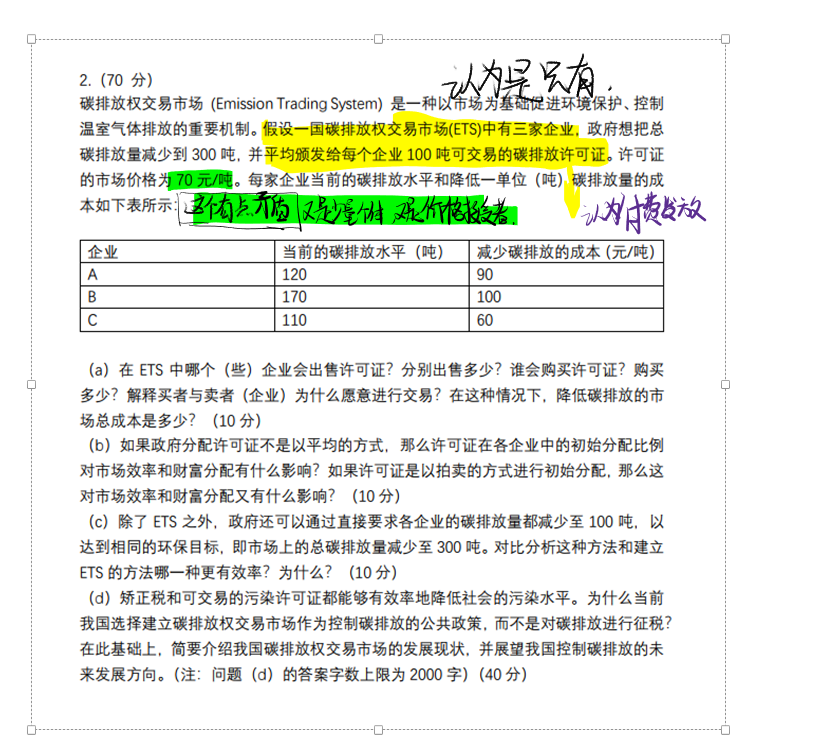 认为是只有.
2.（70 分）
碳排放权交易市场（Emission Trading System）是一种以市场为基础促进环境保护、控制
温室气体排放的重要机制。假设一国碳排放权交易市场(ETS)中有三家企业，政府想把总
碳排放量减少到 300 吨，并平均颁发给每个企业 100 吨可交易的碳排放许可证。许可证
的市场价格为 70 元/吨。每家企业当前的碳排放水平和降低一单位（吨）碳排放量的成
本如下表所示：
这个有点矛盾 又是少量个体 又是价格接受者.
认为付费发放
企业 当前的碳排放水平（吨） 减少碳排放的成本（元/吨）
A 120 90
B 170 100
C 110 60
（a）在 ETS 中哪个（些）企业会出售许可证？分别出售多少？谁会购买许可证？购买
多少？解释买者与卖者（企业）为什么愿意进行交易？在这种情况下，降低碳排放的市
场总成本是多少？（10 分）
（b）如果政府分配许可证不是以平均的方式，那么许可证在各企业中的初始分配比例
对市场效率和财富分配有什么影响？如果许可证是以拍卖的方式进行初始分配，那么这
对市场效率和财富分配又有什么影响？（10 分）
（c）除了 ETS 之外，政府还可以通过直接要求各企业的碳排放量都减少至 100 吨，以
达到相同的环保目标，即市场上的总碳排放量减少至 300 吨。对比分析这种方法和建立
ETS 的方法哪一种更有效率？为什么？（10 分）
（d）矫正税和可交易的污染许可证都能够有效率地降低社会的污染水平。为什么当前
我国选择建立碳排放权交易市场作为控制碳排放的公共政策，而不是对碳排放进行征税？
在此基础上，简要介绍我国碳排放权交易市场的发展现状，并展望我国控制碳排放的未
来发展方向。（注：问题（d）的答案字数上限为 2000 字）（40 分）